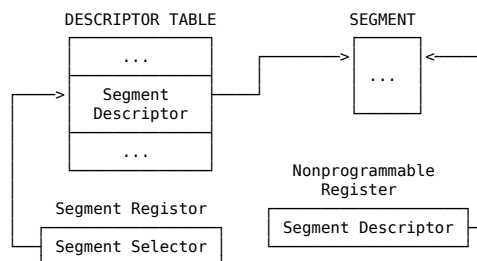 DESCRIPTOR TABLE
SEGMENT
...
Segment
Descriptor
...
...
Nonprogrammable
Register
Segment Registor
Segment Descriptor
Segment Selector